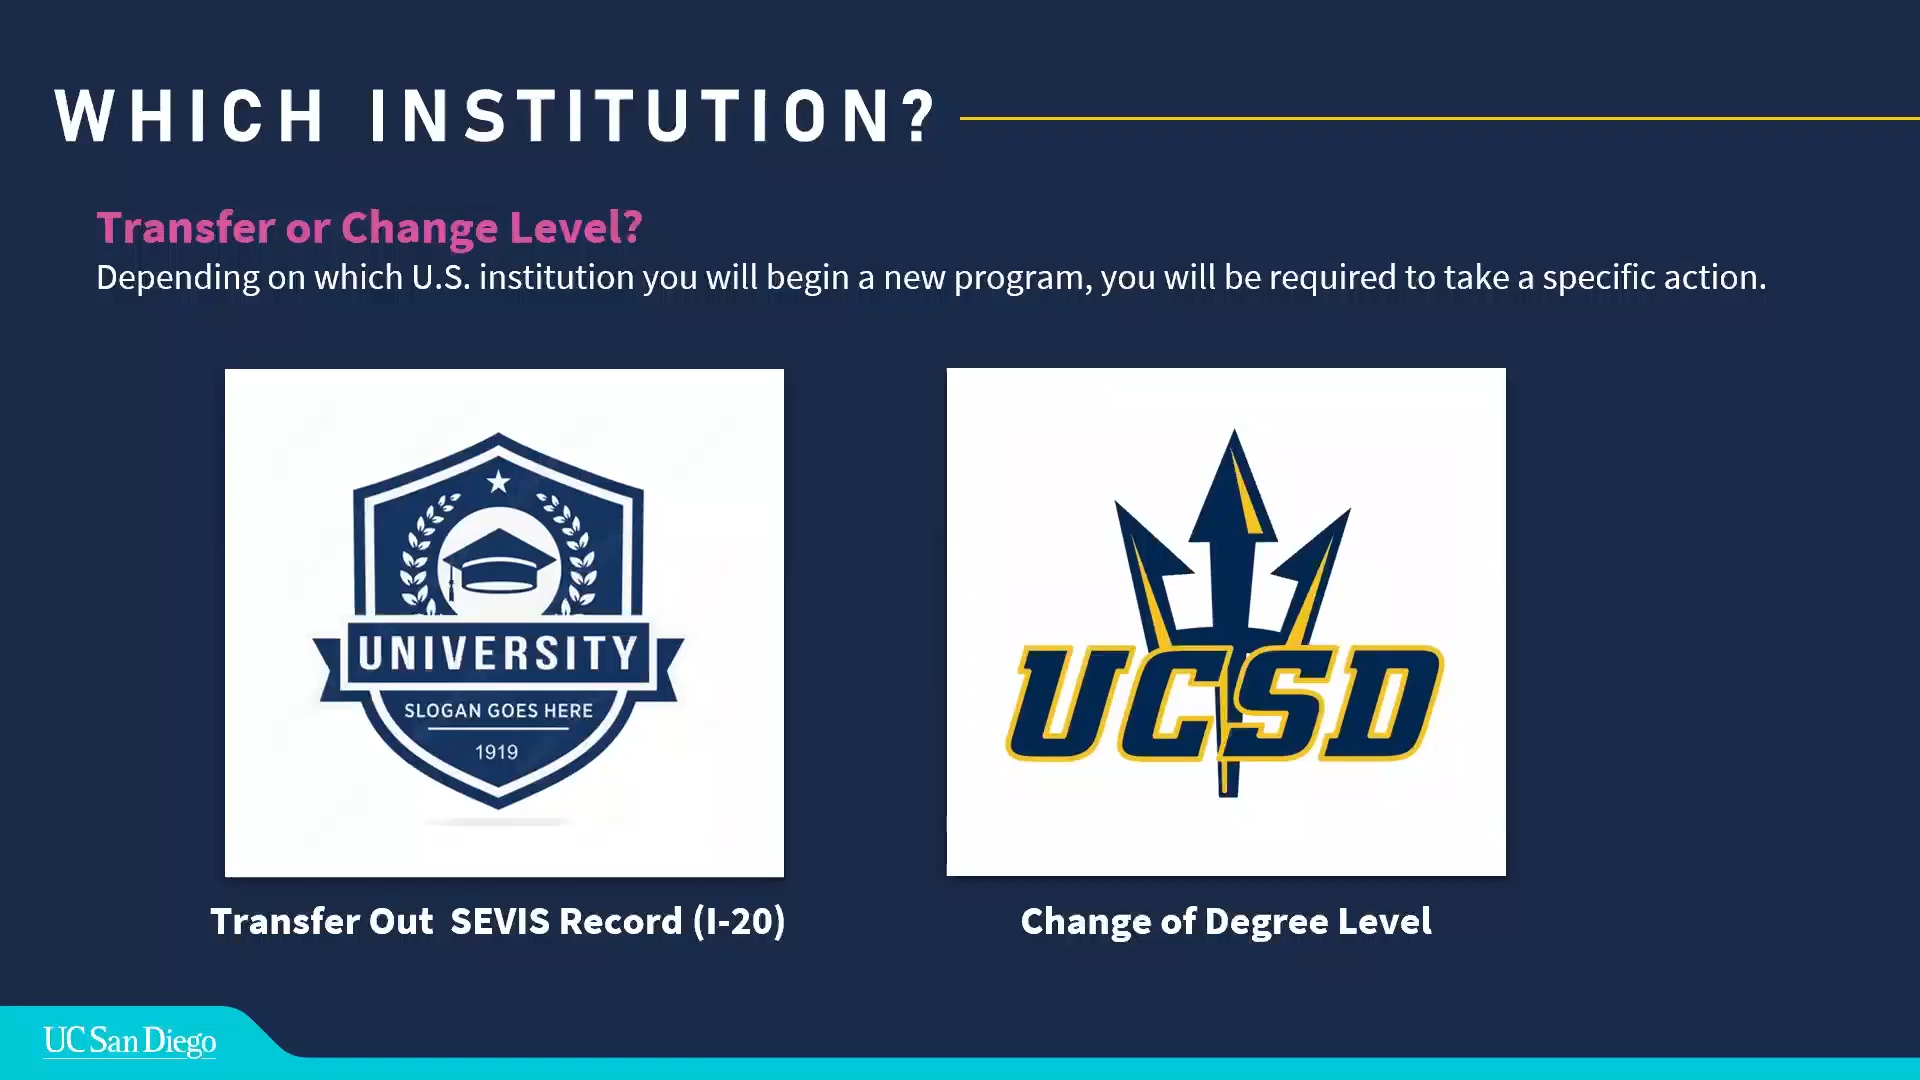 WHICH INSTITUTION?
Transfer or Change Level?
Depending on which U.S. institution you will begin a new program, you will be required to take a specific action.
UNIVERSITY
SLOGAN GOES HERE
1919
UCSD
Transfer Out SEVIS Record (I-20)
Change of Degree Level
UC San Diego